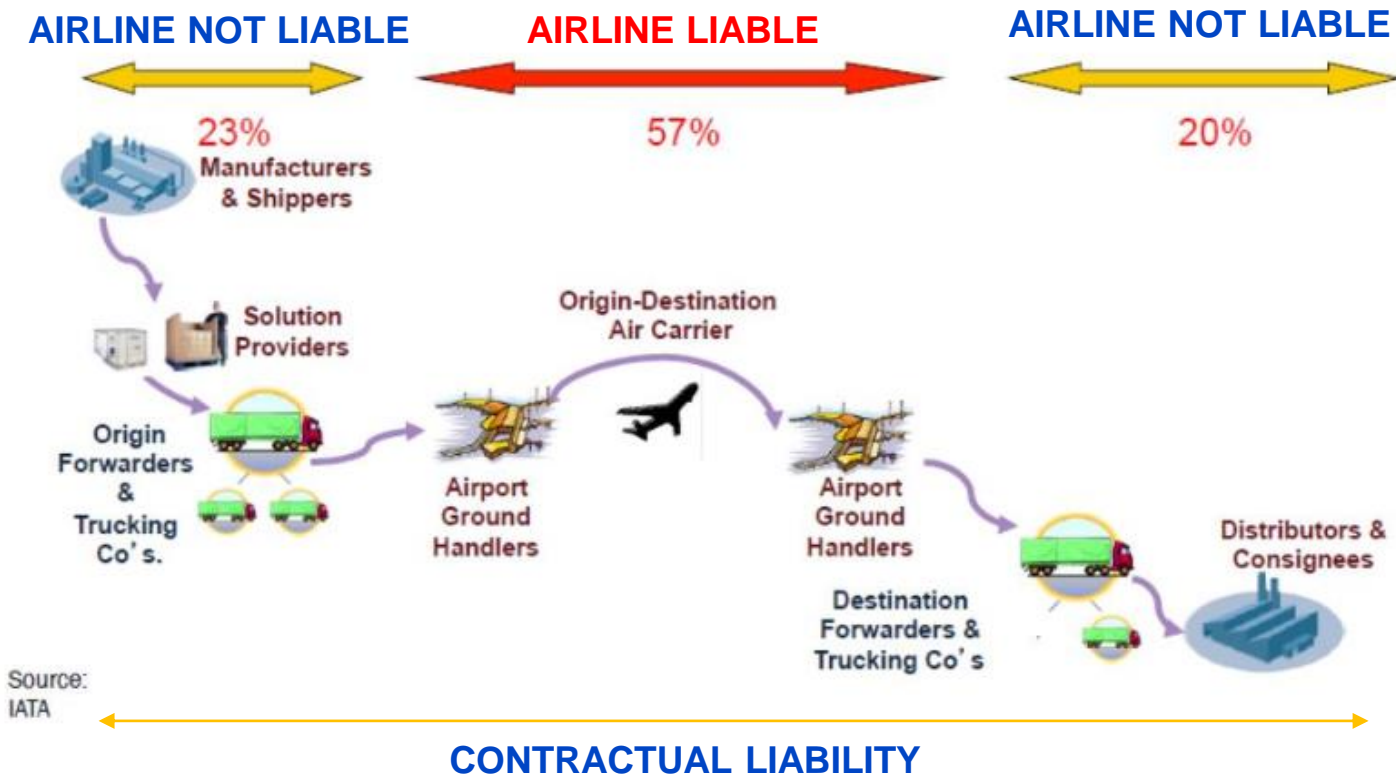 AIRLINE NOT LIABLE
AIRLINE LIABLE
AIRLINE NOT LIABLE
23%
57%
20%
Manufacturers
& Shippers
Solution
Providers
Origin-Destination
Air Carrier
Origin
Forwarders
&
Trucking
Co's.
Airport
Ground
Handlers
Airport
Ground
Handlers
Distributors &
Consignees
Destination
Forwarders &
Trucking Co's
Source:
IATA
CONTRACTUAL LIABILITY